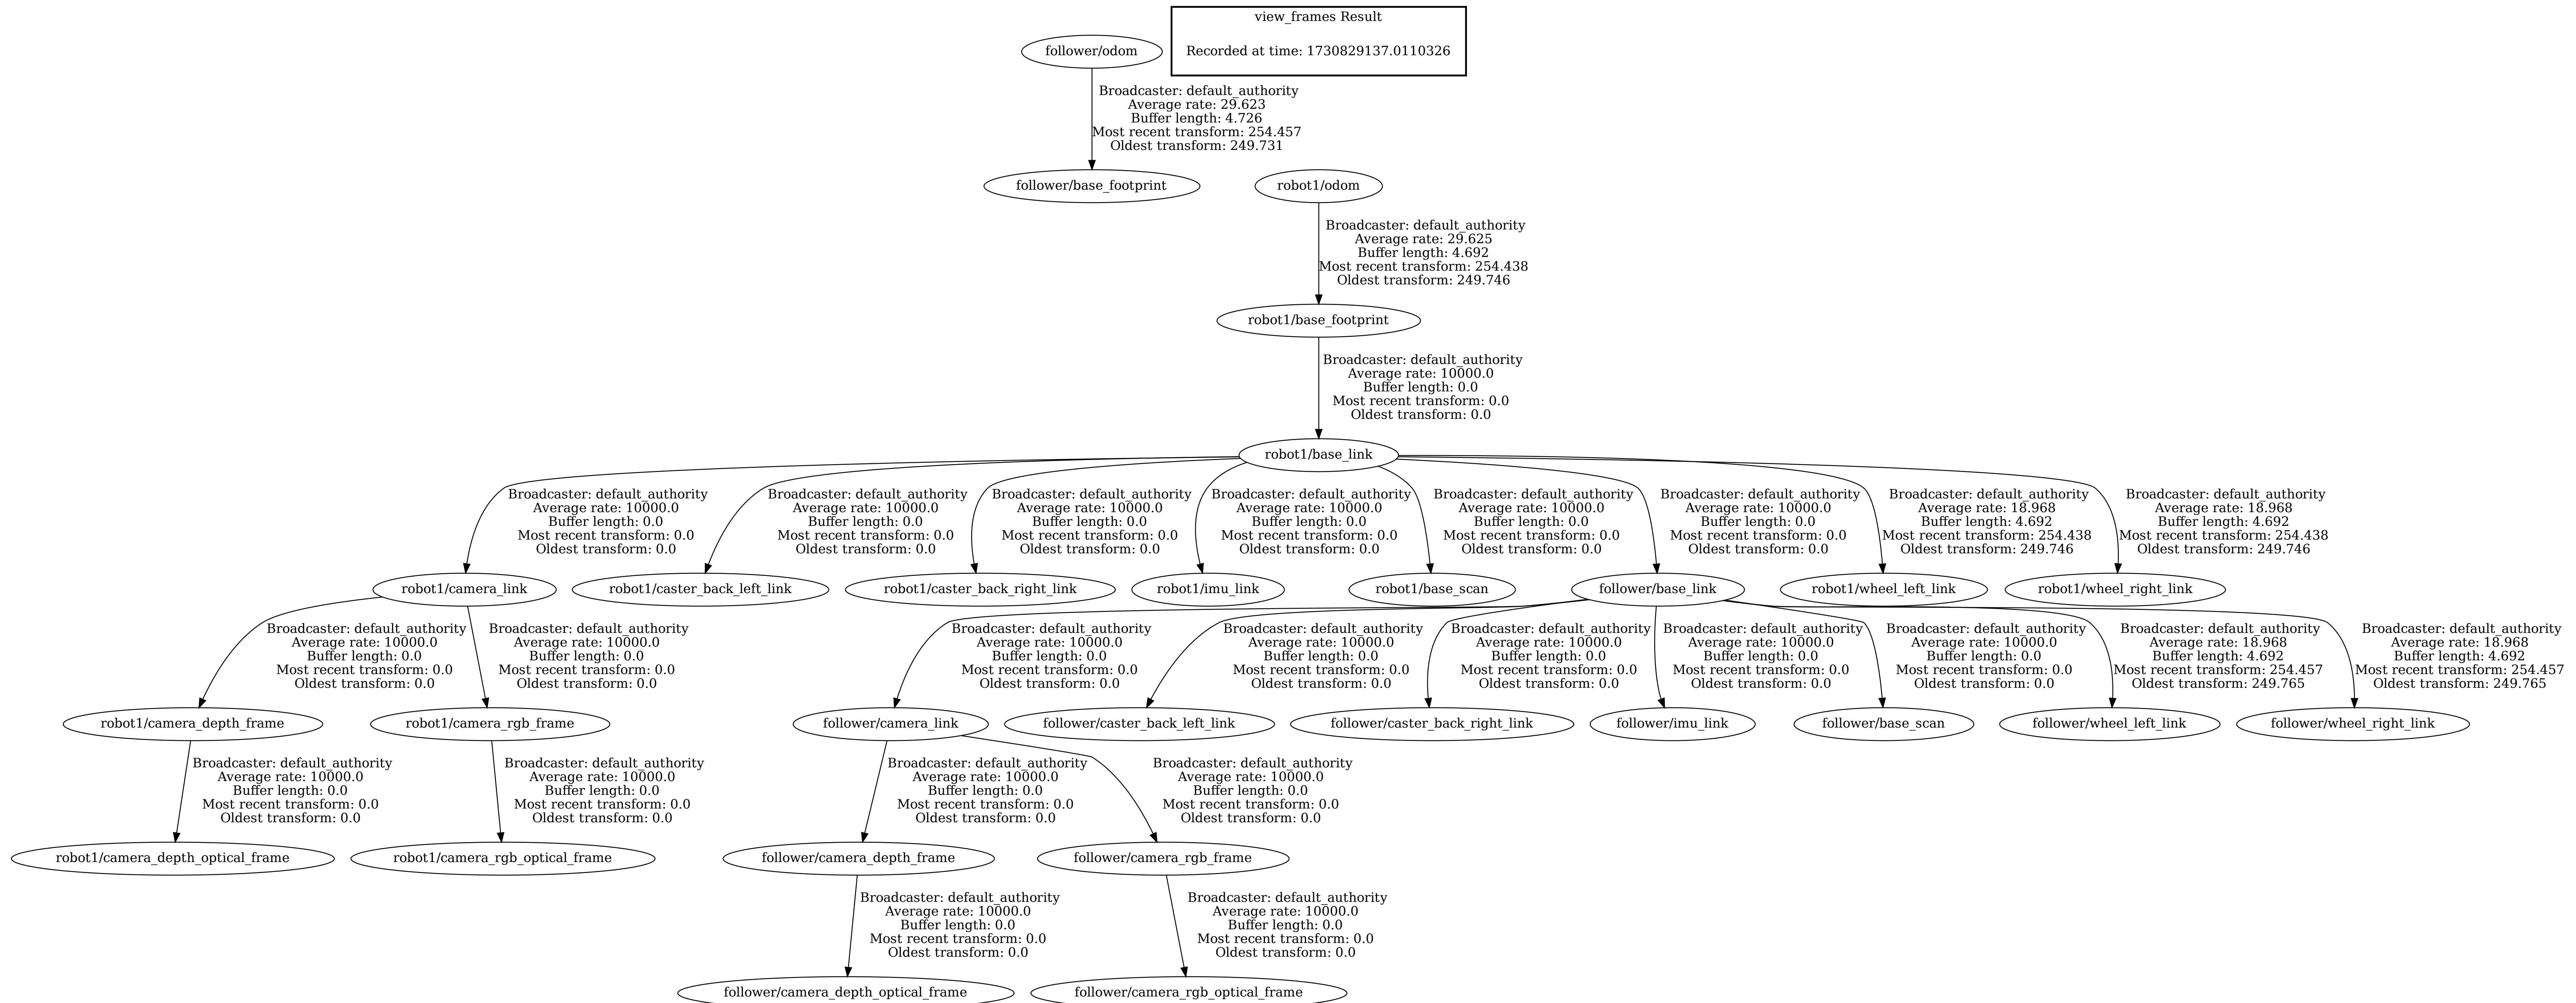 view_frames Result
Recorded at time: 1730829137.0110326
follower/odom
Broadcaster: default_authority
Average rate: 29.623
Buffer length: 4.726
Most recent transform: 254.457
Oldest transform: 249.731
follower/base_footprint
robot1/odom
Broadcaster: default_authority
Average rate: 29.625
Buffer length: 4.692
Most recent transform: 254.438
Oldest transform: 249.746
robot1/base_footprint
Broadcaster: default_authority
Average rate: 10000.0
Buffer length: 0.0
Most recent transform: 0.0
Oldest transform: 0.0
robot1/base_link
Broadcaster: default_authority
Average rate: 10000.0
Buffer length: 0.0
Most recent transform: 0.0
Oldest transform: 0.0
Broadcaster: default_authority
Average rate: 10000.0
Buffer length: 0.0
Most recent transform: 0.0
Oldest transform: 0.0
Broadcaster: default_authority
Average rate: 10000.0
Buffer length: 0.0
Most recent transform: 0.0
Oldest transform: 0.0
Broadcaster: default_authority
Average rate: 10000.0
Buffer length: 0.0
Most recent transform: 0.0
Oldest transform: 0.0
Broadcaster: default_authority
Average rate: 10000.0
Buffer length: 0.0
Most recent transform: 0.0
Oldest transform: 0.0
Broadcaster: default_authority
Average rate: 10000.0
Buffer length: 0.0
Most recent transform: 0.0
Oldest transform: 0.0
Broadcaster: default_authority
Average rate: 18.968
Buffer length: 4.692
Most recent transform: 254.438
Oldest transform: 249.746
Broadcaster: default_authority
Average rate: 18.968
Buffer length: 4.692
Most recent transform: 254.438
Oldest transform: 249.746
robot1/camera_link
robot1/caster_back_left_link
robot1/caster_back_right_link
robot1/imu_link
robot1/base_scan
follower/base_link
robot1/wheel_left_link
robot1/wheel_right_link
Broadcaster: default_authority
Average rate: 10000.0
Buffer length: 0.0
Most recent transform: 0.0
Oldest transform: 0.0
Broadcaster: default_authority
Average rate: 10000.0
Buffer length: 0.0
Most recent transform: 0.0
Oldest transform: 0.0
Broadcaster: default_authority
Average rate: 10000.0
Buffer length: 0.0
Most recent transform: 0.0
Oldest transform: 0.0
Broadcaster: default_authority
Average rate: 10000.0
Buffer length: 0.0
Most recent transform: 0.0
Oldest transform: 0.0
Broadcaster: default_authority
Average rate: 10000.0
Buffer length: 0.0
Most recent transform: 0.0
Oldest transform: 0.0
Broadcaster: default_authority
Average rate: 10000.0
Buffer length: 0.0
Most recent transform: 0.0
Oldest transform: 0.0
Broadcaster: default_authority
Average rate: 10000.0
Buffer length: 0.0
Most recent transform: 0.0
Oldest transform: 0.0
Broadcaster: default_authority
Average rate: 18.968
Buffer length: 4.692
Most recent transform: 254.457
Oldest transform: 249.765
Broadcaster: default_authority
Average rate: 18.968
Buffer length: 4.692
Most recent transform: 254.457
Oldest transform: 249.765
robot1/camera_depth_frame
robot1/camera_rgb_frame
follower/camera_link
follower/caster_back_left_link
follower/caster_back_right_link
follower/imu_link
follower/base_scan
follower/wheel_left_link
follower/wheel_right_link
Broadcaster: default_authority
Average rate: 10000.0
Buffer length: 0.0
Most recent transform: 0.0
Oldest transform: 0.0
Broadcaster: default_authority
Average rate: 10000.0
Buffer length: 0.0
Most recent transform: 0.0
Oldest transform: 0.0
Broadcaster: default_authority
Average rate: 10000.0
Buffer length: 0.0
Most recent transform: 0.0
Oldest transform: 0.0
Broadcaster: default_authority
Average rate: 10000.0
Buffer length: 0.0
Most recent transform: 0.0
Oldest transform: 0.0
robot1/camera_depth_optical_frame
robot1/camera_rgb_optical_frame
follower/camera_depth_frame
follower/camera_rgb_frame
Broadcaster: default_authority
Average rate: 10000.0
Buffer length: 0.0
Most recent transform: 0.0
Oldest transform: 0.0
Broadcaster: default_authority
Average rate: 10000.0
Buffer length: 0.0
Most recent transform: 0.0
Oldest transform: 0.0
follower/camera_depth_optical_frame
follower/camera_rgb_optical_frame